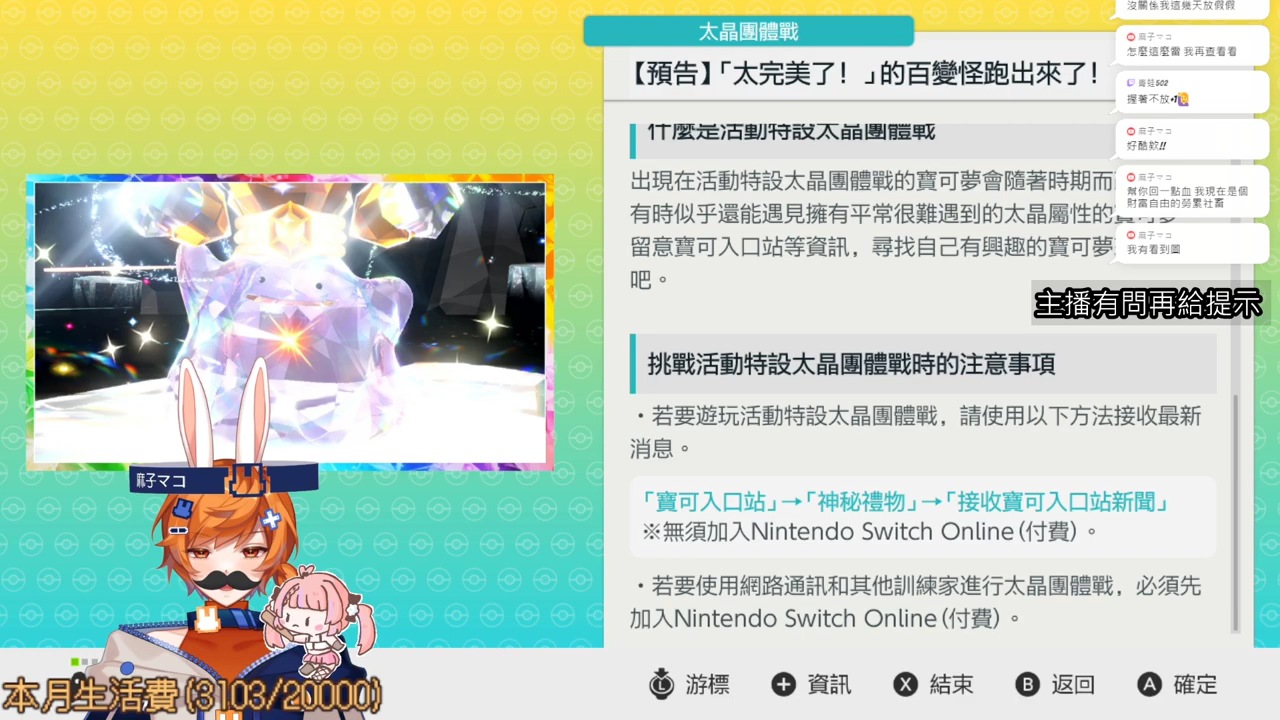 太晶團體戰
【預告】「太完美了！」的百變怪跑出來了！
什麼是活動特設太晶團體戰
出現在活動特設太晶團體戰的寶可夢會隨著時期而
有時似乎還能遇見擁有平常很難遇到的太晶屬性的寶可夢
留意寶可入口站等資訊，尋找自己有興趣的寶可夢
吧。
挑戰活動特設太晶團體戰時的注意事項
・若要遊玩活動特設太晶團體戰，請使用以下方法接收最新
消息。
「寶可入口站」→「神秘禮物」→「接收寶可入口站新聞」
※無須加入Nintendo Switch Online（付費）。
・若要使用網路通訊和其他訓練家進行太晶團體戰，必須先
加入Nintendo Switch Online（付費）。
L 游標
+ 資訊
X 結束
B 返回
A 確定
沒關係我這幾天放假假
麻子マコ
怎麼這麼雷 我再查看看
青蛙502
握著不放
麻子マコ
好酷欸!!
麻子マコ
幫你回一點血 我現在是個
財富自由的勞累社畜
麻子マコ
我有看到圖
主播有問再給提示
麻子マコ
本月生活費 (3103/20000)